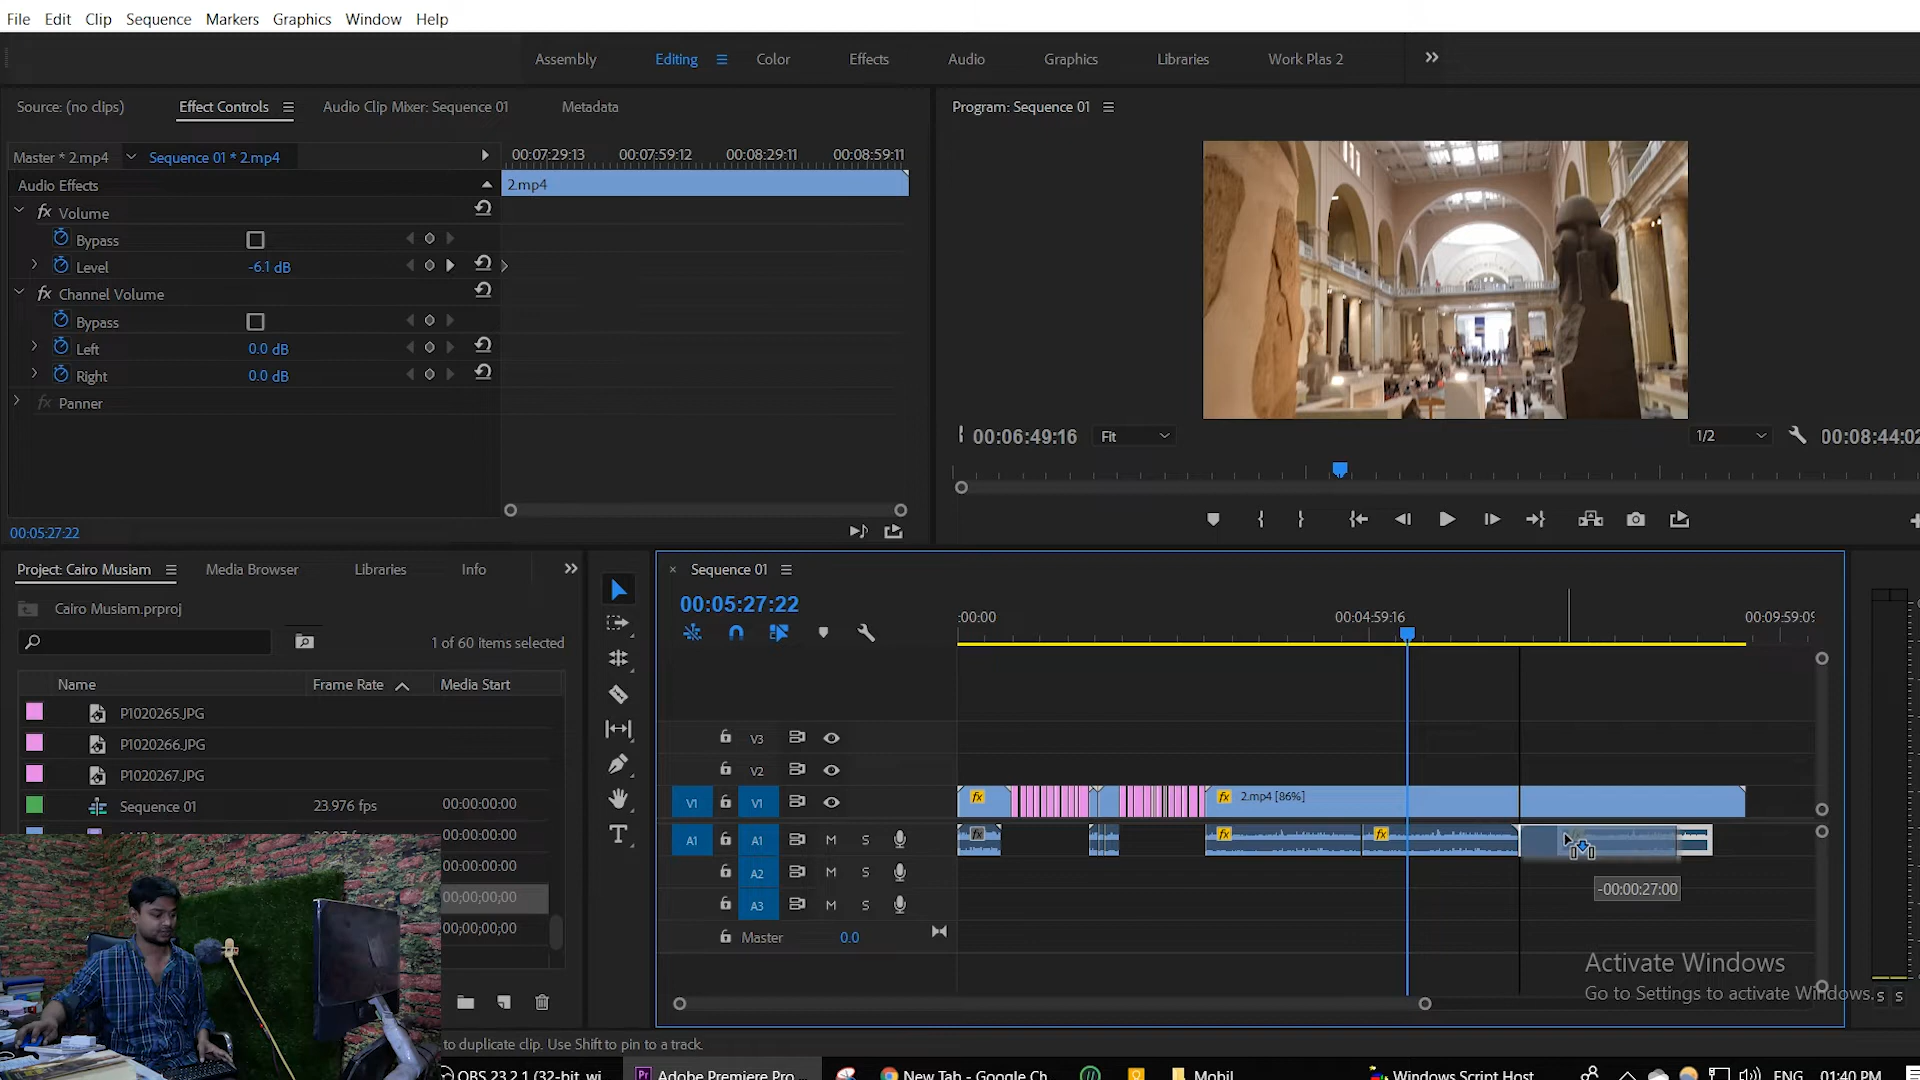 File Edit Clip Sequence Markers Graphics Window Help
Assembly Editing Color Effects Audio Graphics Libraries Work Plas 2
Source: (no clips) Effect Controls Audio Clip Mixer: Sequence 01 Metadata
Program: Sequence 01
Master * 2.mp4 Sequence 01 * 2.mp4
00:07:29:13 00:07:59:12 00:08:29:11 00:08:59:11
Audio Effects
2.mp4
fx Volume
Bypass
Level -6.1 dB
fx Channel Volume
Bypass
Left 0.0 dB
Right 0.0 dB
fx Panner
00:06:49:16 Fit 1/2 00:08:44:02
00:05:27:22
Project: Cairo Musiam Media Browser Libraries Info
Cairo Musiam.prproj
1 of 60 items selected
Name Frame Rate Media Start
P1020265.JPG
P1020266.JPG
P1020267.JPG
Sequence 01 23.976 fps 00:00:00:00
00:00:00:00
00:00:00:00
00;00;00;00
00;00;00;00
Sequence 01
00:05:27:22
:00:00 00:04:59:16 00:09:59:09
V3
V2
V1 V1 fx fx 2.mp4 [86%]
A1 A1 M S fx fx fx
A2 M S
A3 M S
-00:00:27:00
Master 0.0
Activate Windows
Go to Settings to activate Windows.
S S
to duplicate clip. Use Shift to pin to a track.
OBS 23.2.1 (32-bit, wi... Pr Adobe Premiere Pro... New Tab - Google Ch... Mobil Windows Script Host ENG 01:40 PM